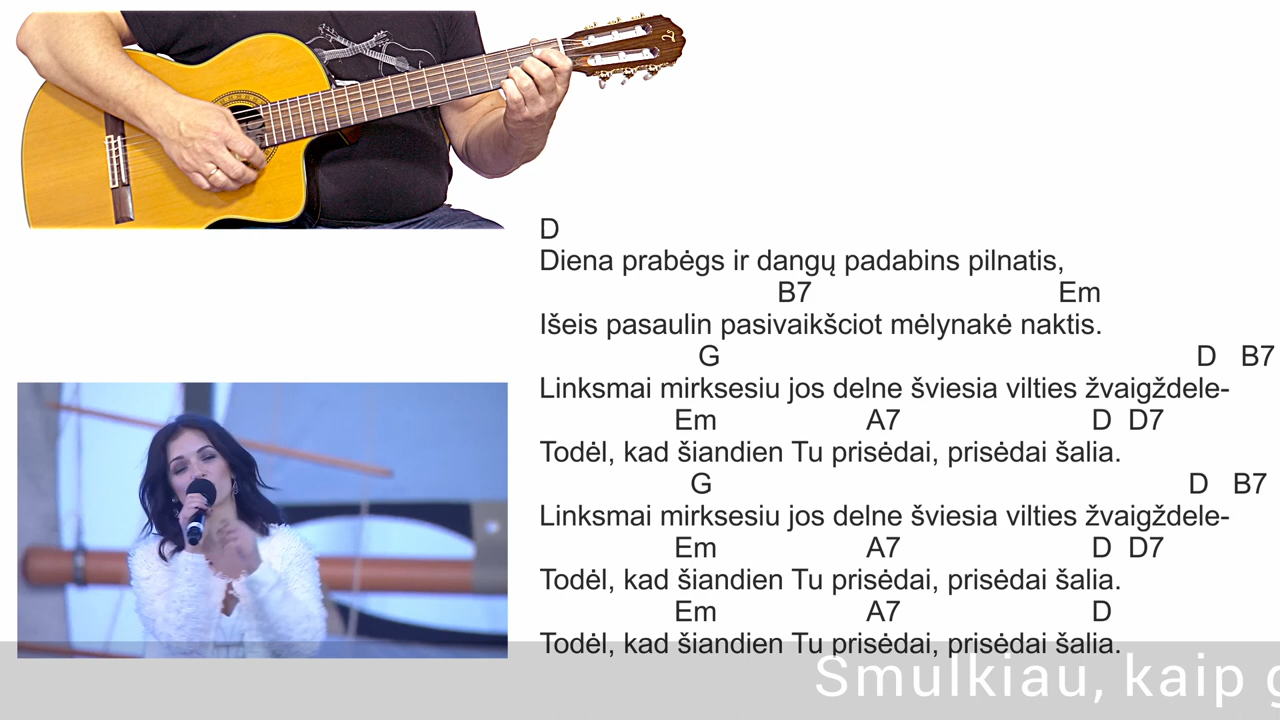 D
Diena prabėgs ir dangų padabins pilnatis,
B7 Em
Išeis pasaulin pasivaikšciot mėlynakė naktis.
G D B7
Linksmai mirksesiu jos delne šviesia vilties žvaigždele-
Em A7 D D7
Todėl, kad šiandien Tu prisėdai, prisėdai šalia.
G D B7
Linksmai mirksesiu jos delne šviesia vilties žvaigždele-
Em A7 D D7
Todėl, kad šiandien Tu prisėdai, prisėdai šalia.
Em A7 D
Todėl, kad šiandien Tu prisėdai, prisėdai šalia.
Smulkiau, kaip